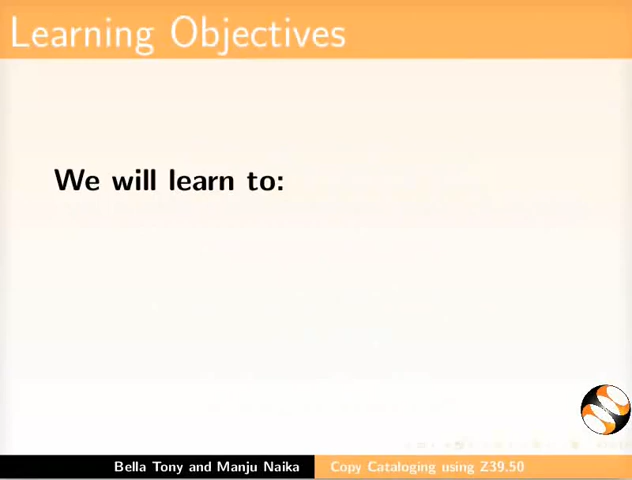 Learning Objectives
We will learn to:
Bella Tony and Manju Naika Copy Cataloging using Z39.50